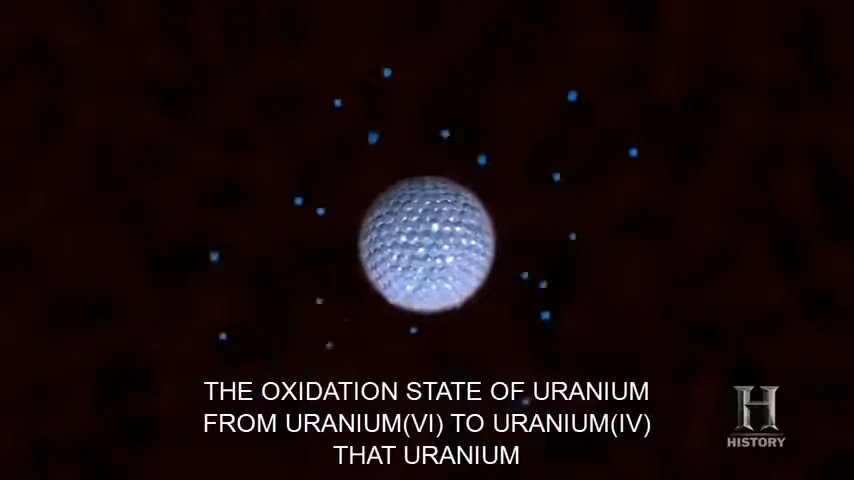 THE OXIDATION STATE OF URANIUM
FROM URANIUM(VI) TO URANIUM(IV)
THAT URANIUM
H
HISTORY